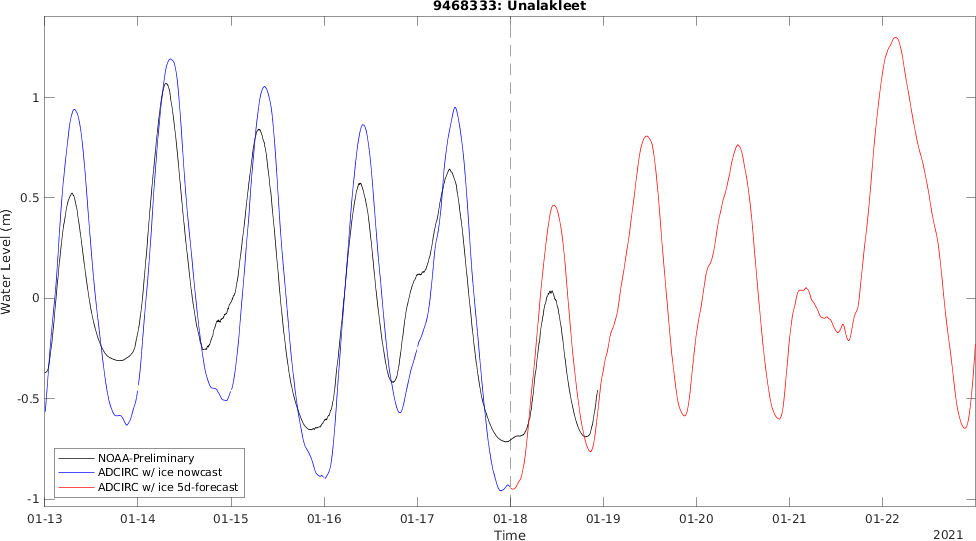 9468333: Unalakleet
Water Level (m)
1
0.5
0
-0.5
-1
NOAA-Preliminary
ADCIRC w/ ice nowcast
ADCIRC w/ ice 5d-forecast
01-13 01-14 01-15 01-16 01-17 01-18 01-19 01-20 01-21 01-22
Time
2021